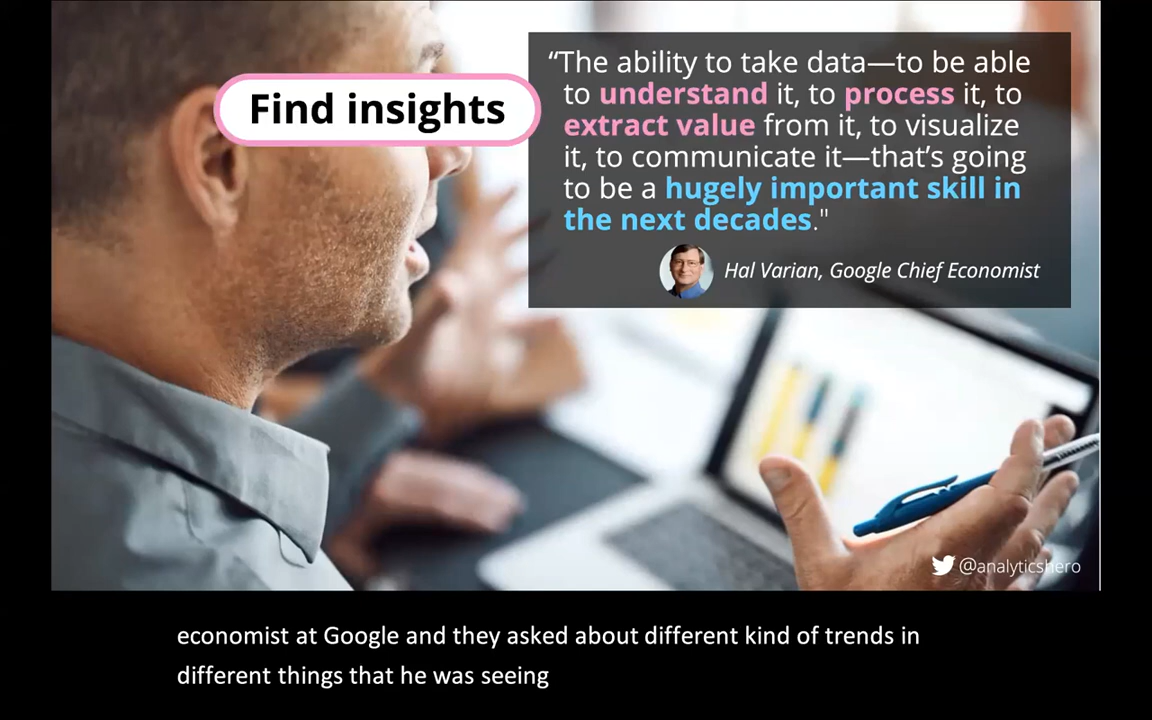 Find insights
“The ability to take data—to be able
to understand it, to process it, to
extract value from it, to visualize
it, to communicate it—that’s going
to be a hugely important skill in
the next decades."
Hal Varian, Google Chief Economist
@analyticshero
economist at Google and they asked about different kind of trends in
different things that he was seeing